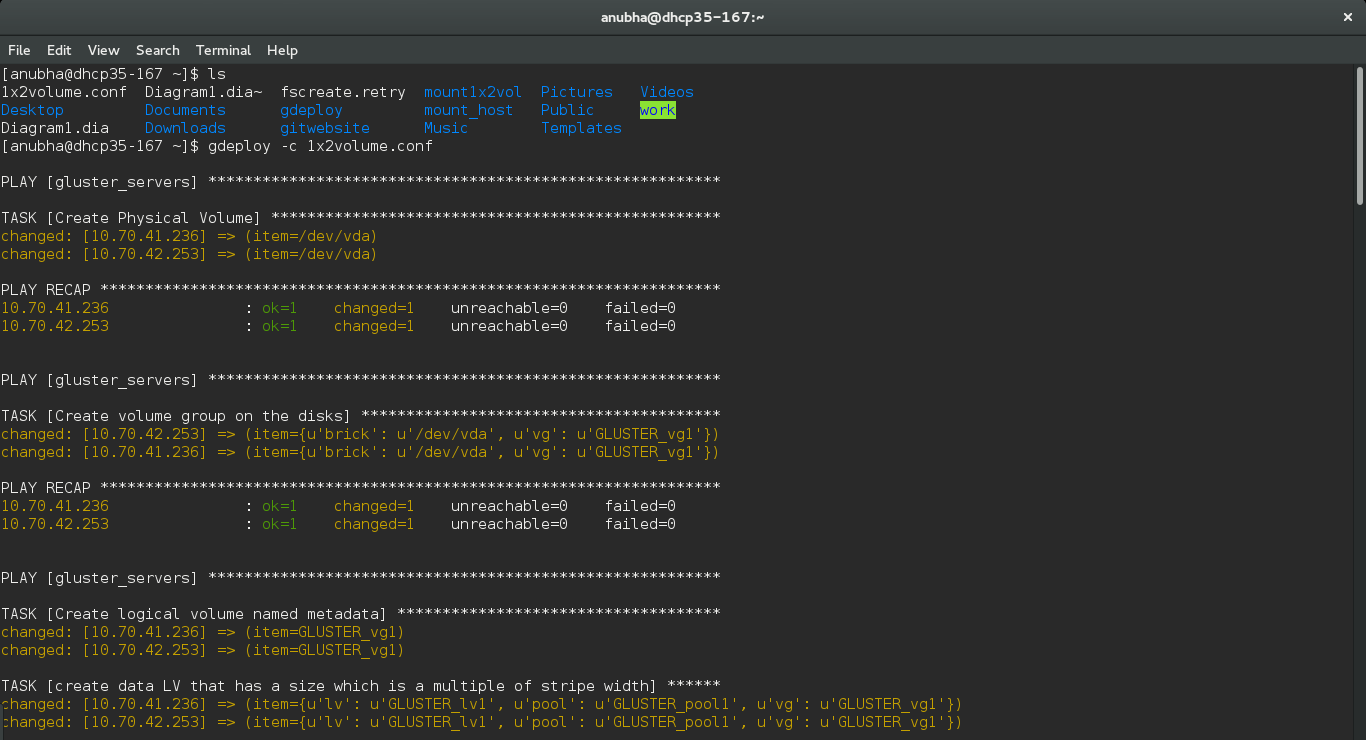 anubha@dhcp35-167:~
×
File Edit View Search Terminal Help
[anubha@dhcp35-167 ~]$ ls
1x2volume.conf  Diagram1.dia~  fscreate.retry  mount1x2vol  Pictures   Videos
Desktop         Documents      gdeploy         mount_host   Public     work
Diagram1.dia    Downloads      gitwebsite      Music        Templates
[anubha@dhcp35-167 ~]$ gdeploy -c 1x2volume.conf
PLAY [gluster_servers] *********************************************************
TASK [Create Physical Volume] **************************************************
changed: [10.70.41.236] => (item=/dev/vda)
changed: [10.70.42.253] => (item=/dev/vda)
PLAY RECAP *********************************************************************
10.70.41.236               : ok=1    changed=1    unreachable=0    failed=0
10.70.42.253               : ok=1    changed=1    unreachable=0    failed=0
PLAY [gluster_servers] *********************************************************
TASK [Create volume group on the disks] ****************************************
changed: [10.70.42.253] => (item={u'brick': u'/dev/vda', u'vg': u'GLUSTER_vg1'})
changed: [10.70.41.236] => (item={u'brick': u'/dev/vda', u'vg': u'GLUSTER_vg1'})
PLAY RECAP *********************************************************************
10.70.41.236               : ok=1    changed=1    unreachable=0    failed=0
10.70.42.253               : ok=1    changed=1    unreachable=0    failed=0
PLAY [gluster_servers] *********************************************************
TASK [Create logical volume named metadata] ************************************
changed: [10.70.41.236] => (item=GLUSTER_vg1)
changed: [10.70.42.253] => (item=GLUSTER_vg1)
TASK [create data LV that has a size which is a multiple of stripe width] ******
changed: [10.70.41.236] => (item={u'lv': u'GLUSTER_lv1', u'pool': u'GLUSTER_pool1', u'vg': u'GLUSTER_vg1'})
changed: [10.70.42.253] => (item={u'lv': u'GLUSTER_lv1', u'pool': u'GLUSTER_pool1', u'vg': u'GLUSTER_vg1'})